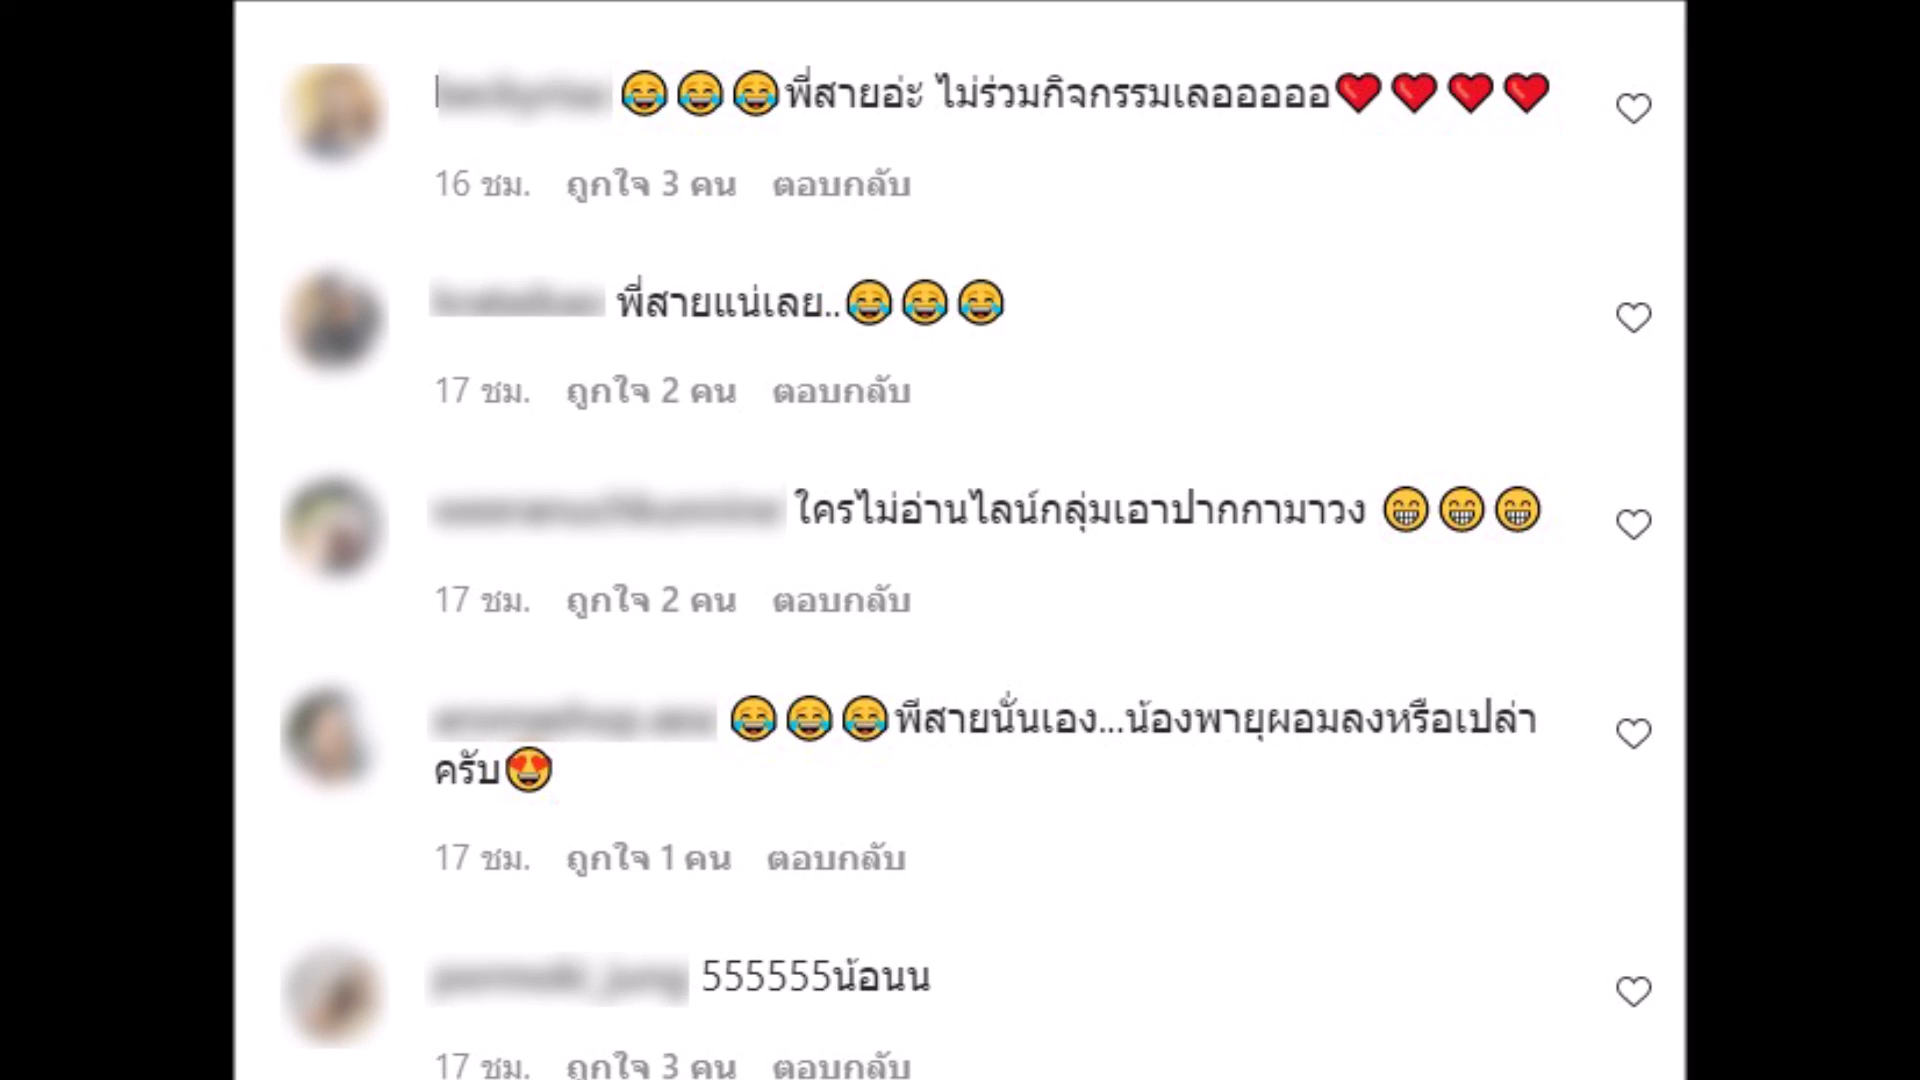 😂😂😂พี่สายอ่ะ ไม่ร่วมกิจกรรมเลอออออ❤❤❤❤
16 ชม. ถูกใจ 3 คน ตอบกลับ
พี่สายแน่เลย..😂😂😂
17 ชม. ถูกใจ 2 คน ตอบกลับ
ใครไม่อ่านไลน์กลุ่มเอาปากกามาวง 😁😁😁
17 ชม. ถูกใจ 2 คน ตอบกลับ
😂😂😂พีสายนั่นเอง...น้องพายุผอมลงหรือเปล่า
ครับ😍
17 ชม. ถูกใจ 1 คน ตอบกลับ
555555น้อนน
17 ชม. ถูกใจ 3 คน ตอบกลับ